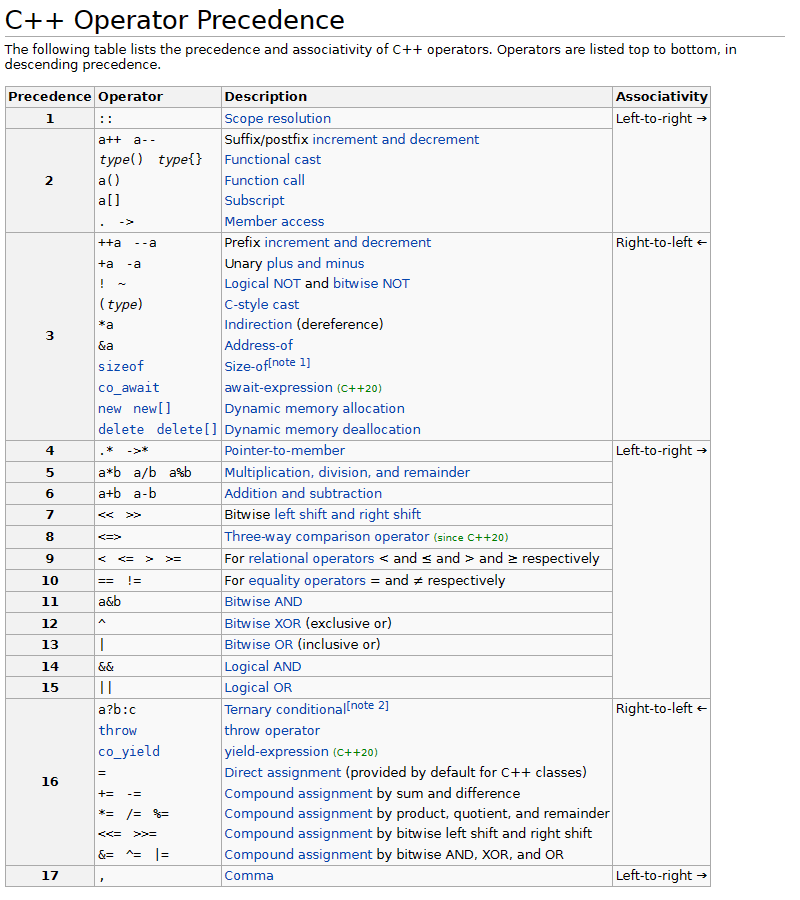 C++ Operator Precedence
The following table lists the precedence and associativity of C++ operators. Operators are listed top to bottom, in
descending precedence.
Precedence Operator Description Associativity
1 :: Scope resolution Left-to-right →
a++ a-- Suffix/postfix increment and decrement
type() type{} Functional cast
2 a() Function call
a[] Subscript
. -> Member access
++a --a Prefix increment and decrement Right-to-left ←
+a -a Unary plus and minus
! ~ Logical NOT and bitwise NOT
(type) C-style cast
*a Indirection (dereference)
3 &a Address-of
sizeof Size-of[note 1]
co_await await-expression (C++20)
new new[] Dynamic memory allocation
delete delete[] Dynamic memory deallocation
4 .* ->* Pointer-to-member Left-to-right →
5 a*b a/b a%b Multiplication, division, and remainder
6 a+b a-b Addition and subtraction
7 << >> Bitwise left shift and right shift
8 <=> Three-way comparison operator (since C++20)
9 < <= > >= For relational operators < and ≤ and > and ≥ respectively
10 == != For equality operators = and ≠ respectively
11 a&b Bitwise AND
12 ^ Bitwise XOR (exclusive or)
13 | Bitwise OR (inclusive or)
14 && Logical AND
15 || Logical OR
a?b:c Ternary conditional[note 2] Right-to-left ←
throw throw operator
co_yield yield-expression (C++20)
16 = Direct assignment (provided by default for C++ classes)
+= -= Compound assignment by sum and difference
*= /= %= Compound assignment by product, quotient, and remainder
<<= >>= Compound assignment by bitwise left shift and right shift
&= ^= |= Compound assignment by bitwise AND, XOR, and OR
17 , Comma Left-to-right →